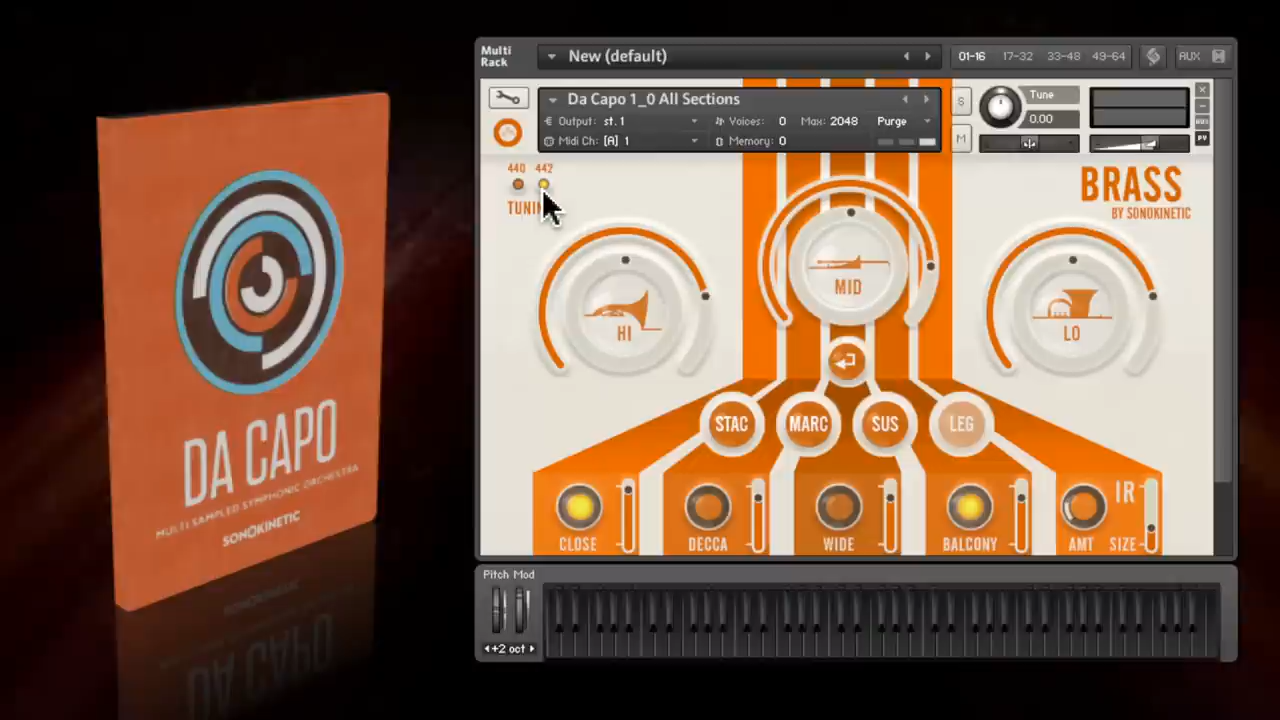 DA CAPO
MULTI SAMPLED SYMPHONIC ORCHESTRA
SONOKINETIC
Multi
Rack
New (default)
01-16 17-32 33-48 49-64
AUX
Da Capo 1_0 All Sections
Output: st.1
Voices: 0 Max: 2048
Purge
Midi Ch: [A] 1
Memory: 0
S
M
Tune
0.00
AUX
PV
440 442
TUNIN
BRASS
BY SONOKINETIC
HI
MID
LO
STAC
MARC
SUS
LEG
CLOSE
DECCA
WIDE
BALCONY
IR
AMT
SIZE
Pitch Mod
+2 oct